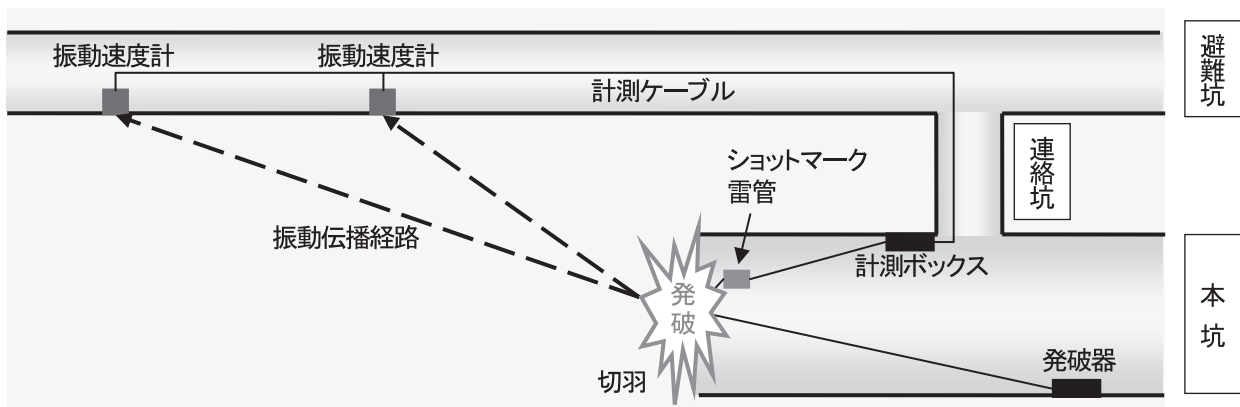 振動速度計
振動速度計
避難坑
計測ケーブル
ショットマーク
雷管
連絡坑
振動伝播経路
計測ボックス
発破
本坑
発破器
切羽